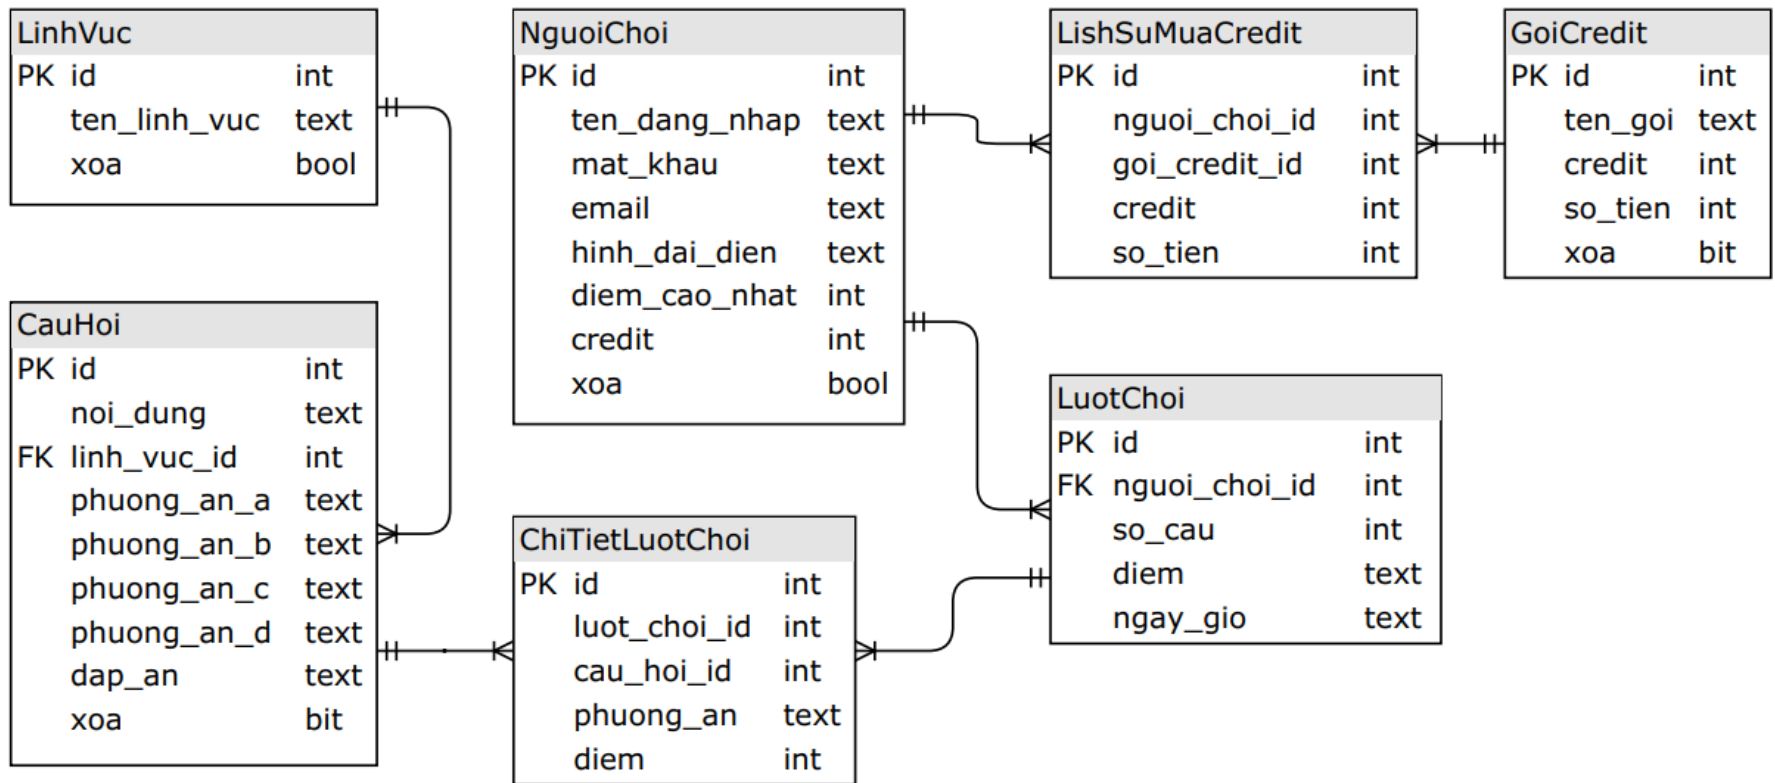 LinhVuc
PK id int
ten_linh_vuc text
xoa bool
CauHoi
PK id int
noi_dung text
FK linh_vuc_id int
phuong_an_a text
phuong_an_b text
phuong_an_c text
phuong_an_d text
dap_an text
xoa bit
NguoiChoi
PK id int
ten_dang_nhap text
mat_khau text
email text
hinh_dai_dien text
diem_cao_nhat int
credit int
xoa bool
ChiTietLuotChoi
PK id int
luot_choi_id int
cau_hoi_id int
phuong_an text
diem int
LishSuMuaCredit
PK id int
nguoi_choi_id int
goi_credit_id int
credit int
so_tien int
LuotChoi
PK id int
FK nguoi_choi_id int
so_cau int
diem text
ngay_gio text
GoiCredit
PK id int
ten_goi text
credit int
so_tien int
xoa bit